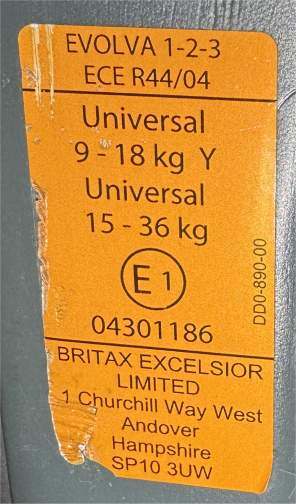 EVOLVA 1-2-3
ECE R44/04
Universal
9 - 18 kg Y
Universal
15 - 36 kg
E 1
04301186
DD0-890-00
BRITAX EXCELSIOR
LIMITED
1 Churchill Way West
Andover
Hampshire
SP10 3UW